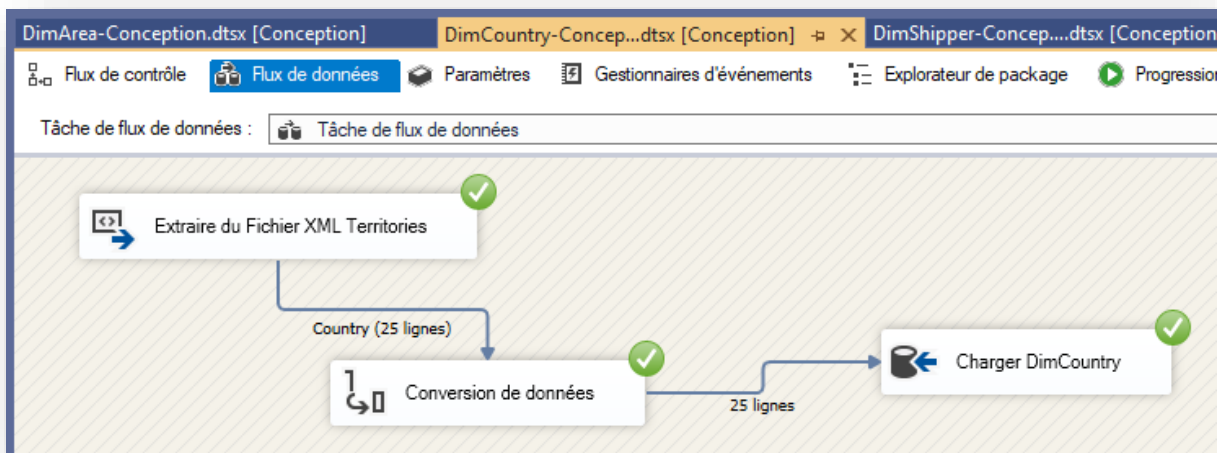 DimArea-Conception.dtsx [Conception] DimCountry-Concep...dtsx [Conception] DimShipper-Concep....dtsx [Conception
Flux de contrôle Flux de données Paramètres Gestionnaires d'événements Explorateur de package Progression
Tâche de flux de données : Tâche de flux de données
Extraire du Fichier XML Territories
Country (25 lignes)
Conversion de données
25 lignes
Charger DimCountry